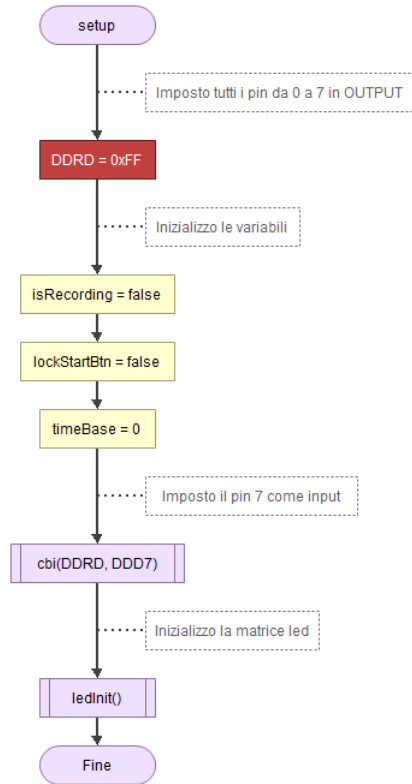 setup
Imposto tutti i pin da 0 a 7 in OUTPUT
DDRD = 0xFF
Inizializzo le variabili
isRecording = false
lockStartBtn = false
timeBase = 0
Imposto il pin 7 come input
cbi(DDRD, DDD7)
Inizializzo la matrice led
ledInit()
Fine